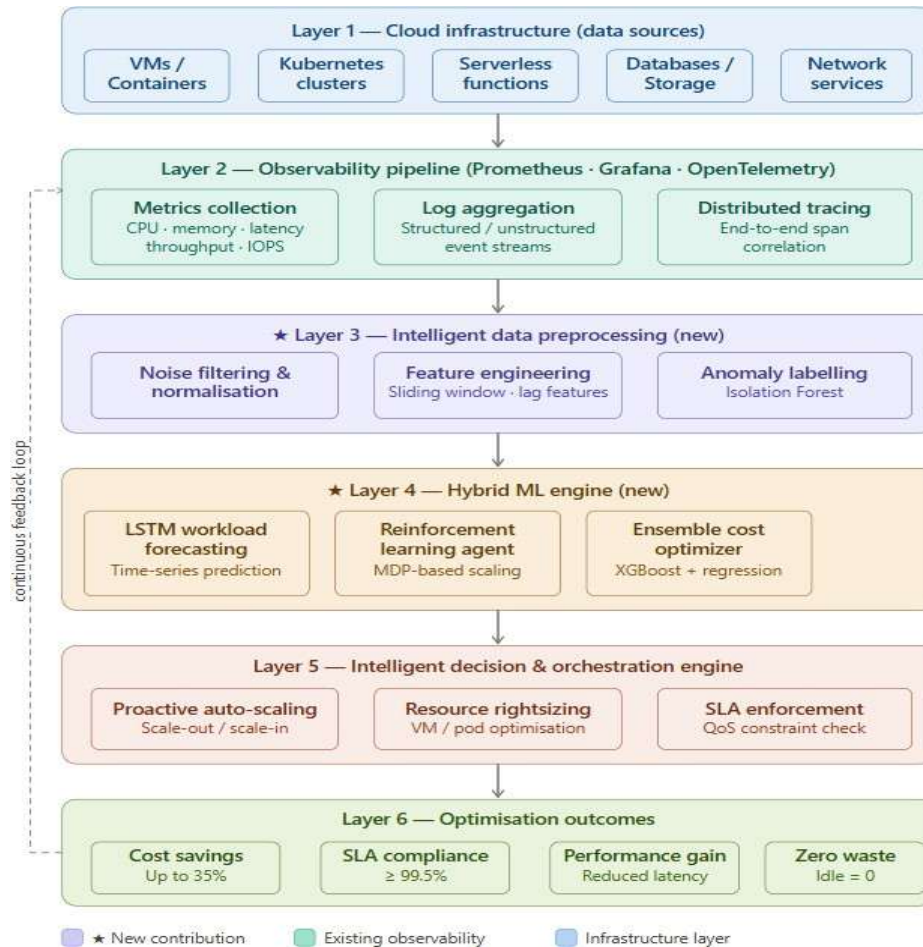 Layer 1 — Cloud infrastructure (data sources)
VMs /
Containers
Kubernetes
clusters
Serverless
functions
Databases /
Storage
Network
services
Layer 2 — Observability pipeline (Prometheus · Grafana · OpenTelemetry)
Metrics collection
CPU · memory · latency
throughput · IOPS
Log aggregation
Structured / unstructured
event streams
Distributed tracing
End-to-end span
correlation
★ Layer 3 — Intelligent data preprocessing (new)
Noise filtering &
normalisation
Feature engineering
Sliding window · lag features
Anomaly labelling
Isolation Forest
★ Layer 4 — Hybrid ML engine (new)
LSTM workload
forecasting
Time-series prediction
Reinforcement
learning agent
MDP-based scaling
Ensemble cost
optimizer
XGBoost + regression
Layer 5 — Intelligent decision & orchestration engine
Proactive auto-scaling
Scale-out / scale-in
Resource rightsizing
VM / pod optimisation
SLA enforcement
QoS constraint check
Layer 6 — Optimisation outcomes
Cost savings
Up to 35%
SLA compliance
≥ 99.5%
Performance gain
Reduced latency
Zero waste
Idle = 0
continuous feedback loop
★ New contribution
Existing observability
Infrastructure layer